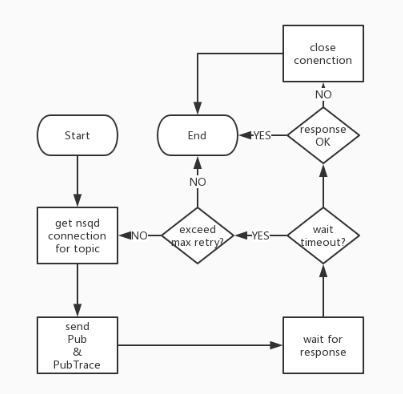 close
conenction
NO
Start
End
YES
response
OK
NO
get nsqd
connection
for topic
NO
exceed
max retry?
YES
wait
timeout?
send
Pub
&
PubTrace
wait for
response